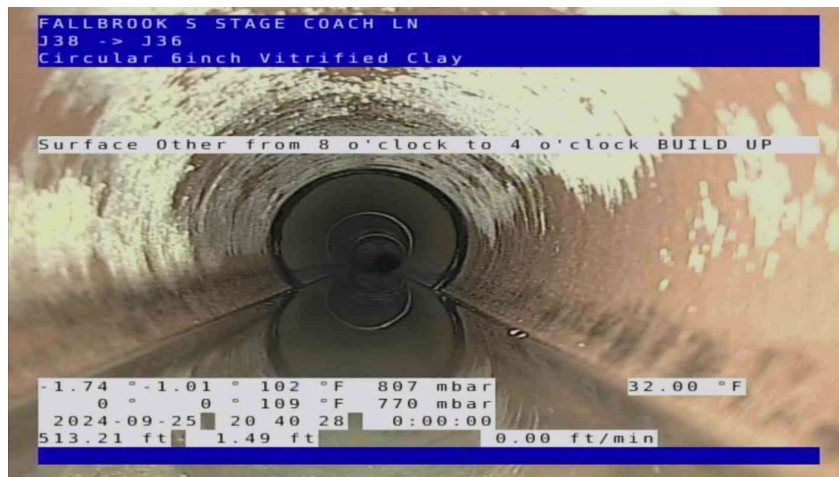 FALLBROOK S STAGE COACH LN
J38 -> J36
Circular 6inch Vitrified Clay
Surface Other from 8 o'clock to 4 o'clock BUILD UP
-1.74 °-1.01 ° 102 °F 807 mbar 32.00 °F
0 ° 0 ° 109 °F 770 mbar
2024-09-25 20 40 28 0:00:00
513.21 ft 1.49 ft 0.00 ft/min